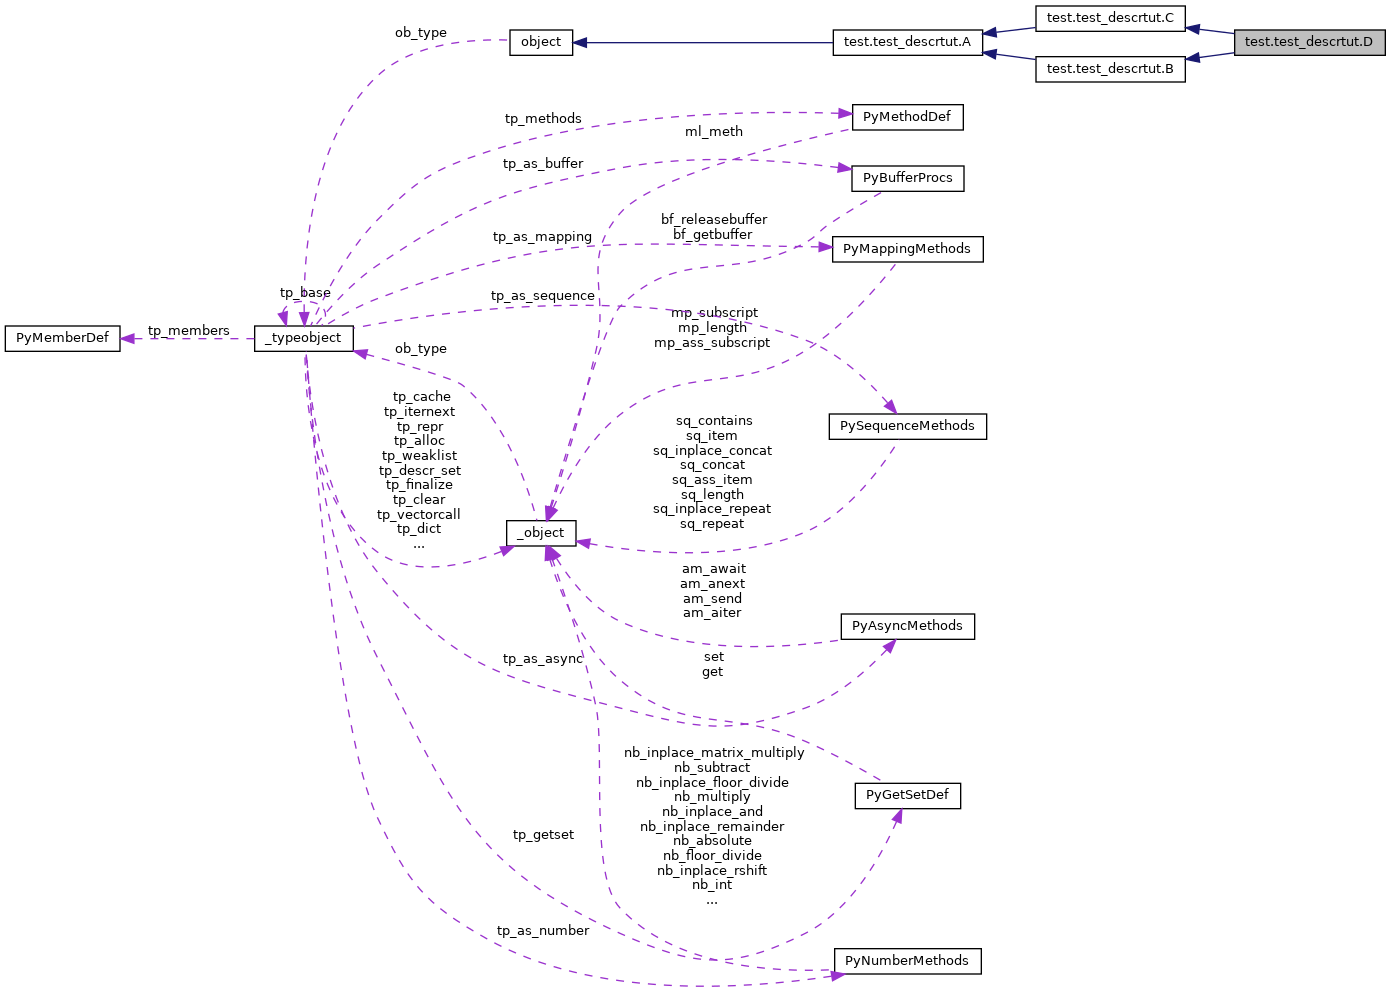 test.test_descrtut.C
ob_type
object
test.test_descrtut.A
test.test_descrtut.D
test.test_descrtut.B
tp_methods
PyMethodDef
ml_meth
tp_as_buffer
PyBufferProcs
bf_releasebuffer
bf_getbuffer
tp_as_mapping
PyMappingMethods
tp_base
tp_as_sequence
mp_subscript
mp_length
mp_ass_subscript
PyMemberDef
tp_members
_typeobject
ob_type
tp_cache
tp_iternext
tp_repr
tp_alloc
tp_weaklist
tp_descr_set
tp_finalize
tp_clear
tp_vectorcall
tp_dict
...
sq_contains
sq_item
sq_inplace_concat
sq_concat
sq_ass_item
sq_length
sq_inplace_repeat
sq_repeat
PySequenceMethods
_object
am_await
am_anext
am_send
am_aiter
PyAsyncMethods
tp_as_async
set
get
nb_inplace_matrix_multiply
nb_subtract
nb_inplace_floor_divide
nb_multiply
nb_inplace_and
nb_inplace_remainder
nb_absolute
nb_floor_divide
nb_inplace_rshift
nb_int
...
PyGetSetDef
tp_getset
tp_as_number
PyNumberMethods